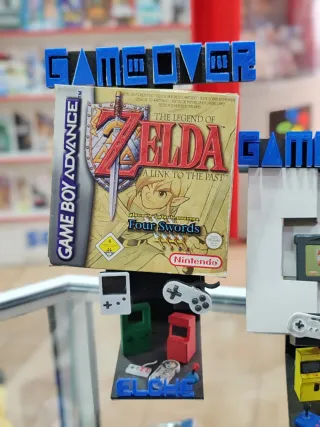 GAMEOVER
GAME BOY ADVANCE
THE LEGEND OF
ZELDA
A LINK TO THE PAST
Four Swords
Nintendo
ELCHE
GAME